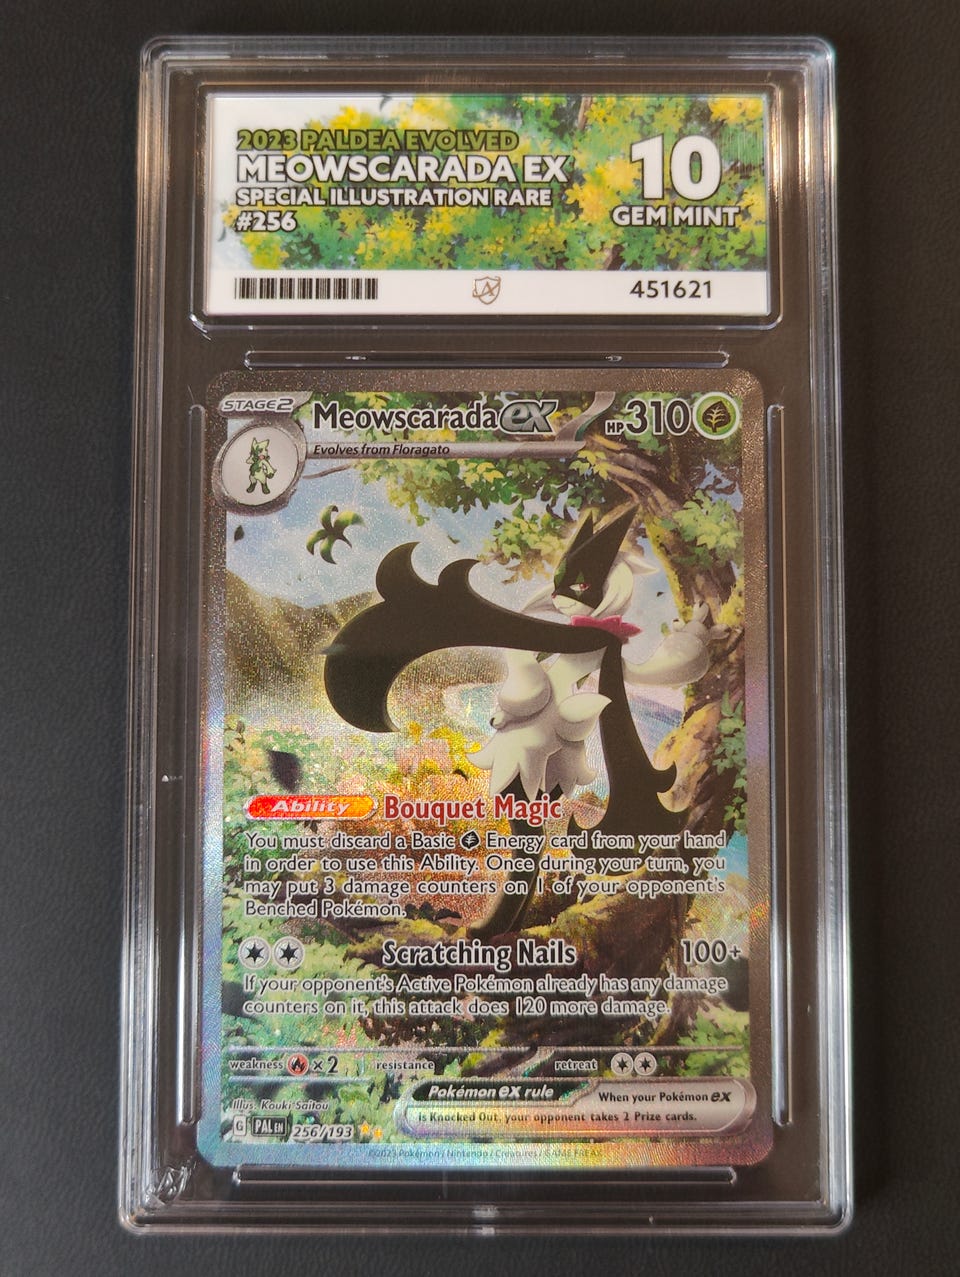 2023 PALDEA EVOLVED
MEOWSCARADA EX
SPECIAL ILLUSTRATION RARE
#256
10
GEM MINT
451621
STAGE 2
Meowscarada ex
HP 310
Evolves from Floragato
Ability Bouquet Magic
You must discard a Basic Energy card from your hand
in order to use this Ability. Once during your turn, you
may put 3 damage counters on 1 of your opponent's
Benched Pokémon.
Scratching Nails 100+
If your opponent's Active Pokémon already has any damage
counters on it, this attack does 120 more damage.
weakness ×2 resistance retreat
Pokémon ex rule When your Pokémon ex
is Knocked Out, your opponent takes 2 Prize cards.
Illus. Kouki Saitou
G PAL EN 256/193
©2023 Pokémon / Nintendo / Creatures / GAME FREAK